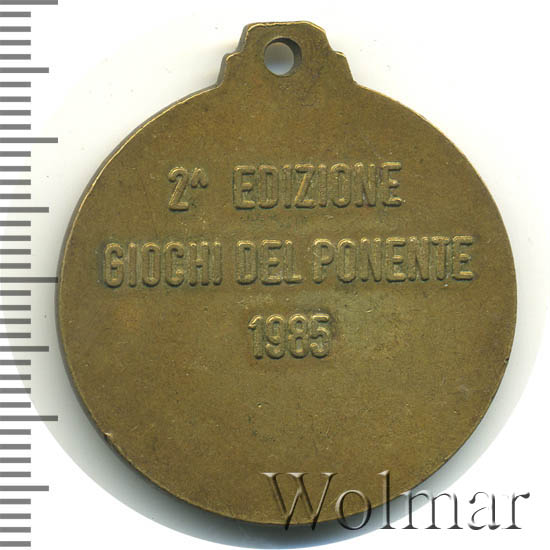 2^ EDIZIONE
GIOCHI DEL PONENTE
1985
Wolmar